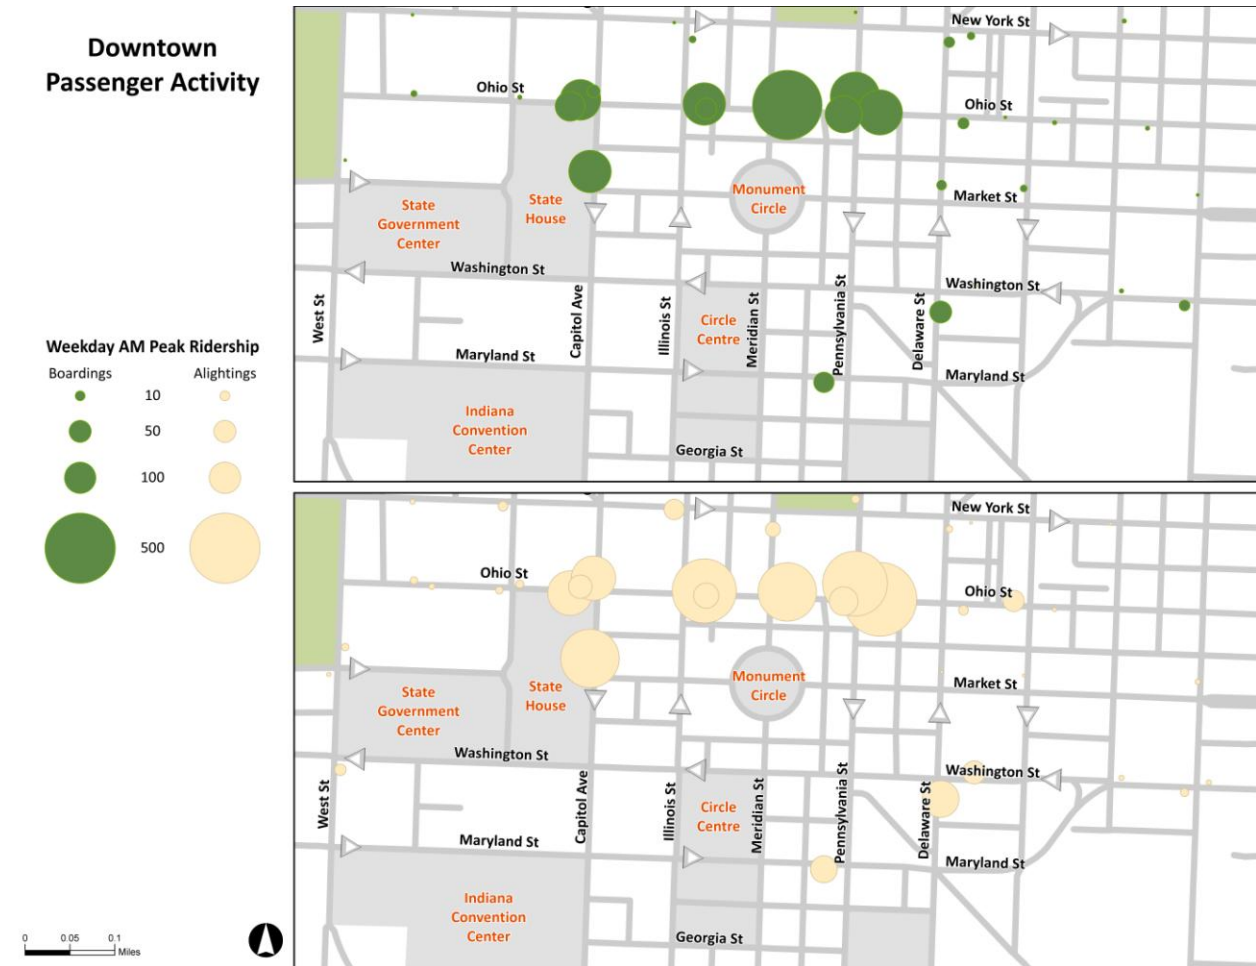 Downtown
Passenger Activity
Weekday AM Peak Ridership
Boardings
Alightings
10
50
100
500
0
0.05
0.1
Miles
New York St
Ohio St
Ohio St
Market St
Monument
Circle
State
House
State
Government
Center
Washington St
Washington St
West St
Capitol Ave
Illinois St
Meridian St
Pennsylvania St
Delaware St
Circle
Centre
Maryland St
Maryland St
Indiana
Convention
Center
Georgia St
New York St
Ohio St
Ohio St
Market St
Monument
Circle
State
House
State
Government
Center
Washington St
Washington St
West St
Capitol Ave
Illinois St
Meridian St
Pennsylvania St
Delaware St
Circle
Centre
Maryland St
Maryland St
Indiana
Convention
Center
Georgia St